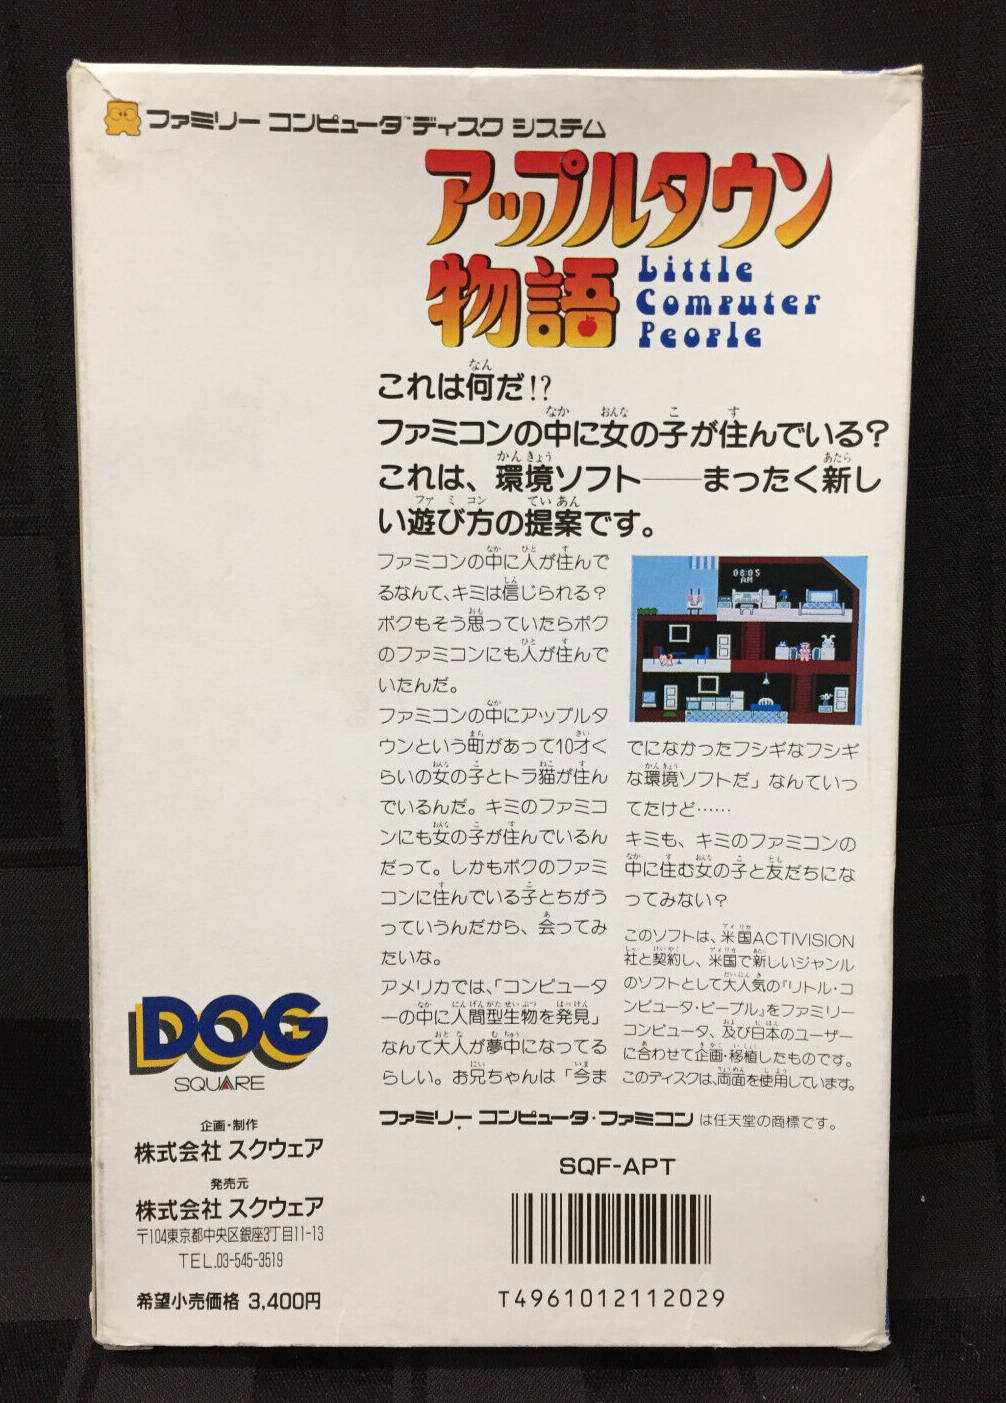 ファミリー コンピュータ™ディスク システム
アップルタウン
物語
Little
Computer
People
これは何だ!?
ファミコンの中に女の子が住んでいる?
これは、環境ソフト──まったく新し
い遊び方の提案です。
ファミコンの中に人が住んで
るなんて、キミは信じられる?
ボクもそう思っていたらボク
のファミコンにも人が住んで
いたんだ。
ファミコンの中にアップルタ
ウンという町があって10才く
らいの女の子とトラ猫が住ん
でいるんだ。キミのファミコ
ンにも女の子が住んでいるん
だって。しかもボクのファミ
コンに住んでいる子とちがう
っていうんだから、会ってみ
たいな。
アメリカでは、「コンピュータ
ーの中に人間型生物を発見」
なんて大人が夢中になってる
らしい。お兄ちゃんは「今ま
08:05
AM
でになかったフシギなフシギ
な環境ソフトだ」なんていっ
てたけど……
キミも、キミのファミコンの
中に住む女の子と友だちにな
ってみない?
このソフトは、米国ACTIVISION
社と契約し、米国で新しいジャンル
のソフトとして大人気の『リトル・コ
ンピュータ・ピープル』をファミリー
コンピュータ、及び日本のユーザー
に合わせて企画・移植したものです。
このディスクは、両面を使用しています。
ファミリー コンピュータ・ファミコン は任天堂の商標です。
DOG
SQUARE
企画・制作
株式会社 スクウェア
発売元
株式会社 スクウェア
〒104東京都中央区銀座3丁目11-13
TEL.03-545-3519
希望小売価格 3,400円
SQF-APT
T4961012112029